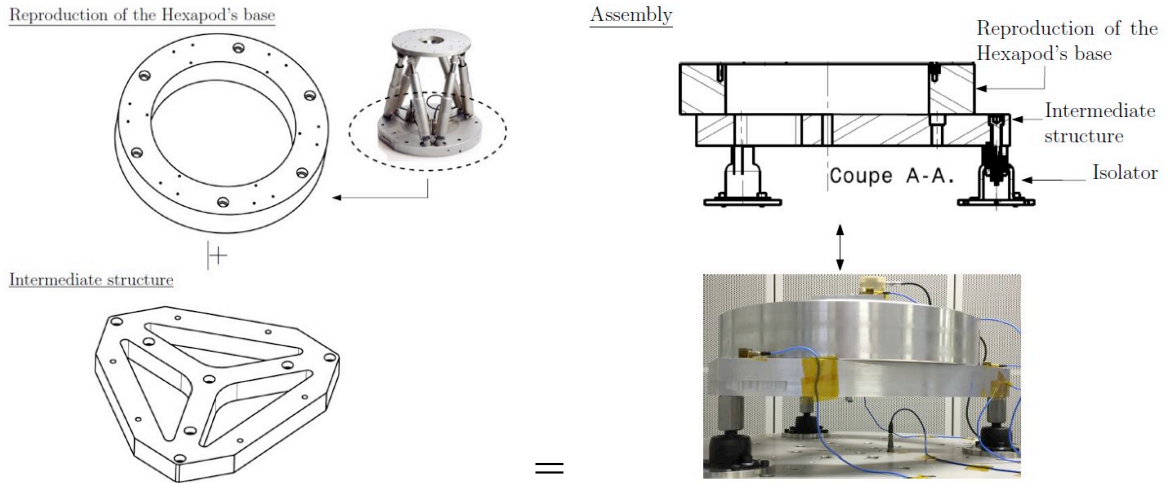 Reproduction of the Hexapod's base
Intermediate structure
Assembly
Reproduction of the
Hexapod's base
Intermediate
structure
Isolator
Coupe A-A.